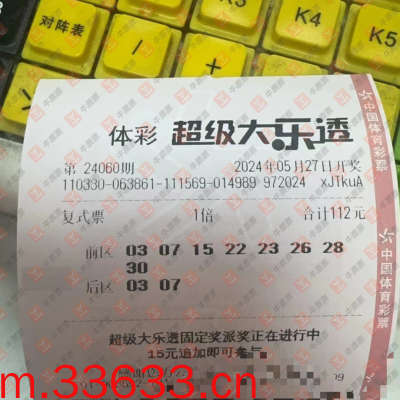 对阵表
K4
K5
体彩 超级大乐透
第 24060期 2024年05月27日开奖
110330-063861-111569-014989 972024 xJTkuA
复式票 1倍 合计112元
前区 03 07 15 22 23 26 28
30
后区 03 07
超级大乐透固定奖派奖正在进行中
15元追加即可参与
中国体育彩票
中国体育彩票
m.33633.cn